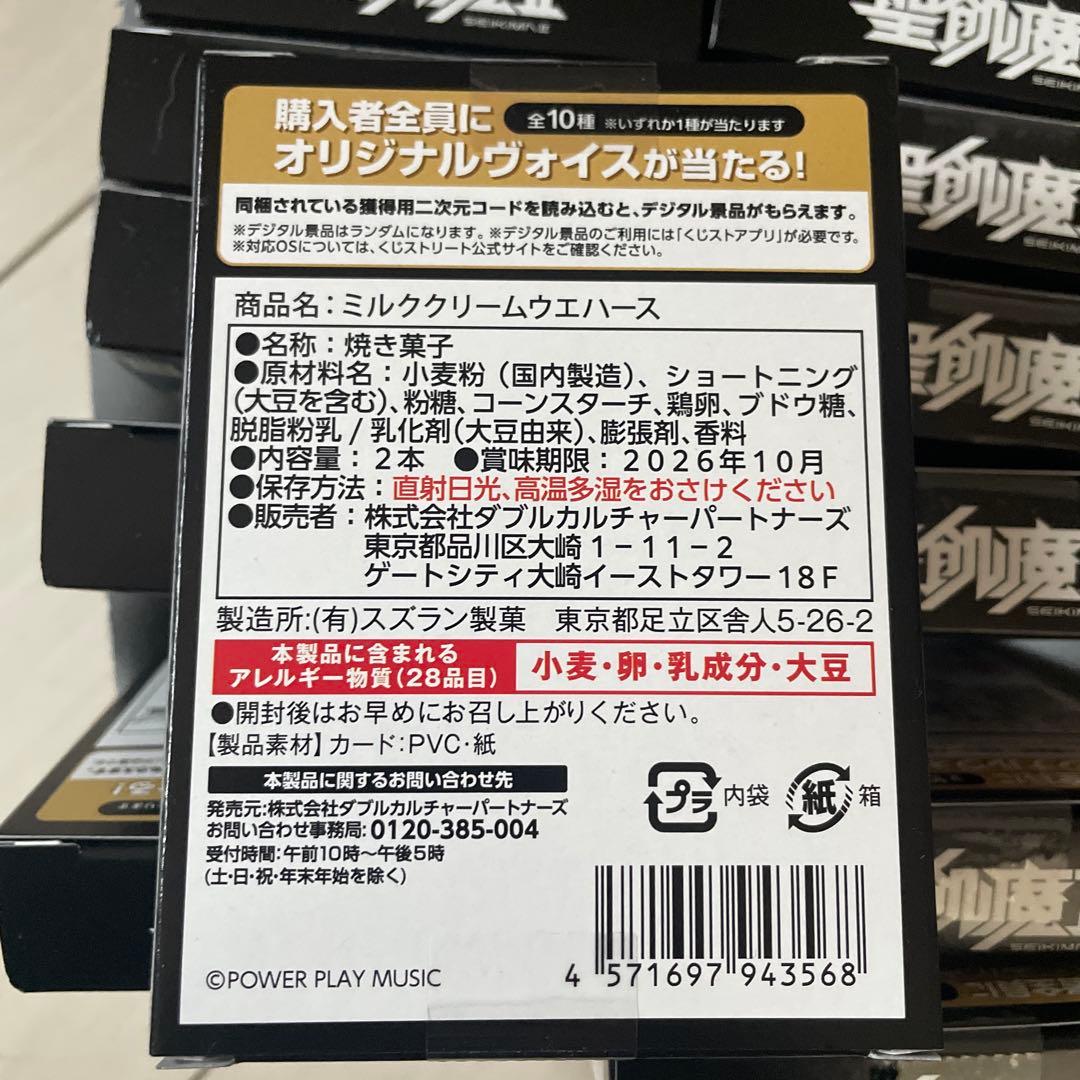 購入者全員に 全10種 ※いずれか1種が当たります
オリジナルヴォイスが当たる!
同梱されている獲得用二次元コードを読み込むと、デジタル景品がもらえます。
※デジタル景品はランダムになります。※デジタル景品のご利用には「くじストアプリ」が必要です。
※対応OSについては、くじストリート公式サイトをご確認ください。
商品名:ミルククリームウエハース
●名称:焼き菓子
●原材料名:小麦粉(国内製造)、ショートニング
(大豆を含む)、粉糖、コーンスターチ、鶏卵、ブドウ糖、
脱脂粉乳/乳化剤(大豆由来)、膨張剤、香料
●内容量:2本 ●賞味期限:2026年10月
●保存方法:直射日光、高温多湿をおさけください
●販売者:株式会社ダブルカルチャーパートナーズ
東京都品川区大崎1-11-2
ゲートシティ大崎イーストタワー18F
製造所:(有)スズラン製菓 東京都足立区舎人5-26-2
本製品に含まれる
アレルギー物質(28品目) 小麦・卵・乳成分・大豆
●開封後はお早めにお召し上がりください。
【製品素材】カード:PVC・紙
本製品に関するお問い合わせ先
発売元:株式会社ダブルカルチャーパートナーズ
お問い合わせ事務局:0120-385-004
受付時間:午前10時〜午後5時
(土・日・祝・年末年始を除く)
プラ 内袋 紙 箱
©POWER PLAY MUSIC
4 571697 943568
聖飢魔
SEIKIMA
聖飢魔
聖飢魔
聖飢魔
飢魔
SEIKIMA